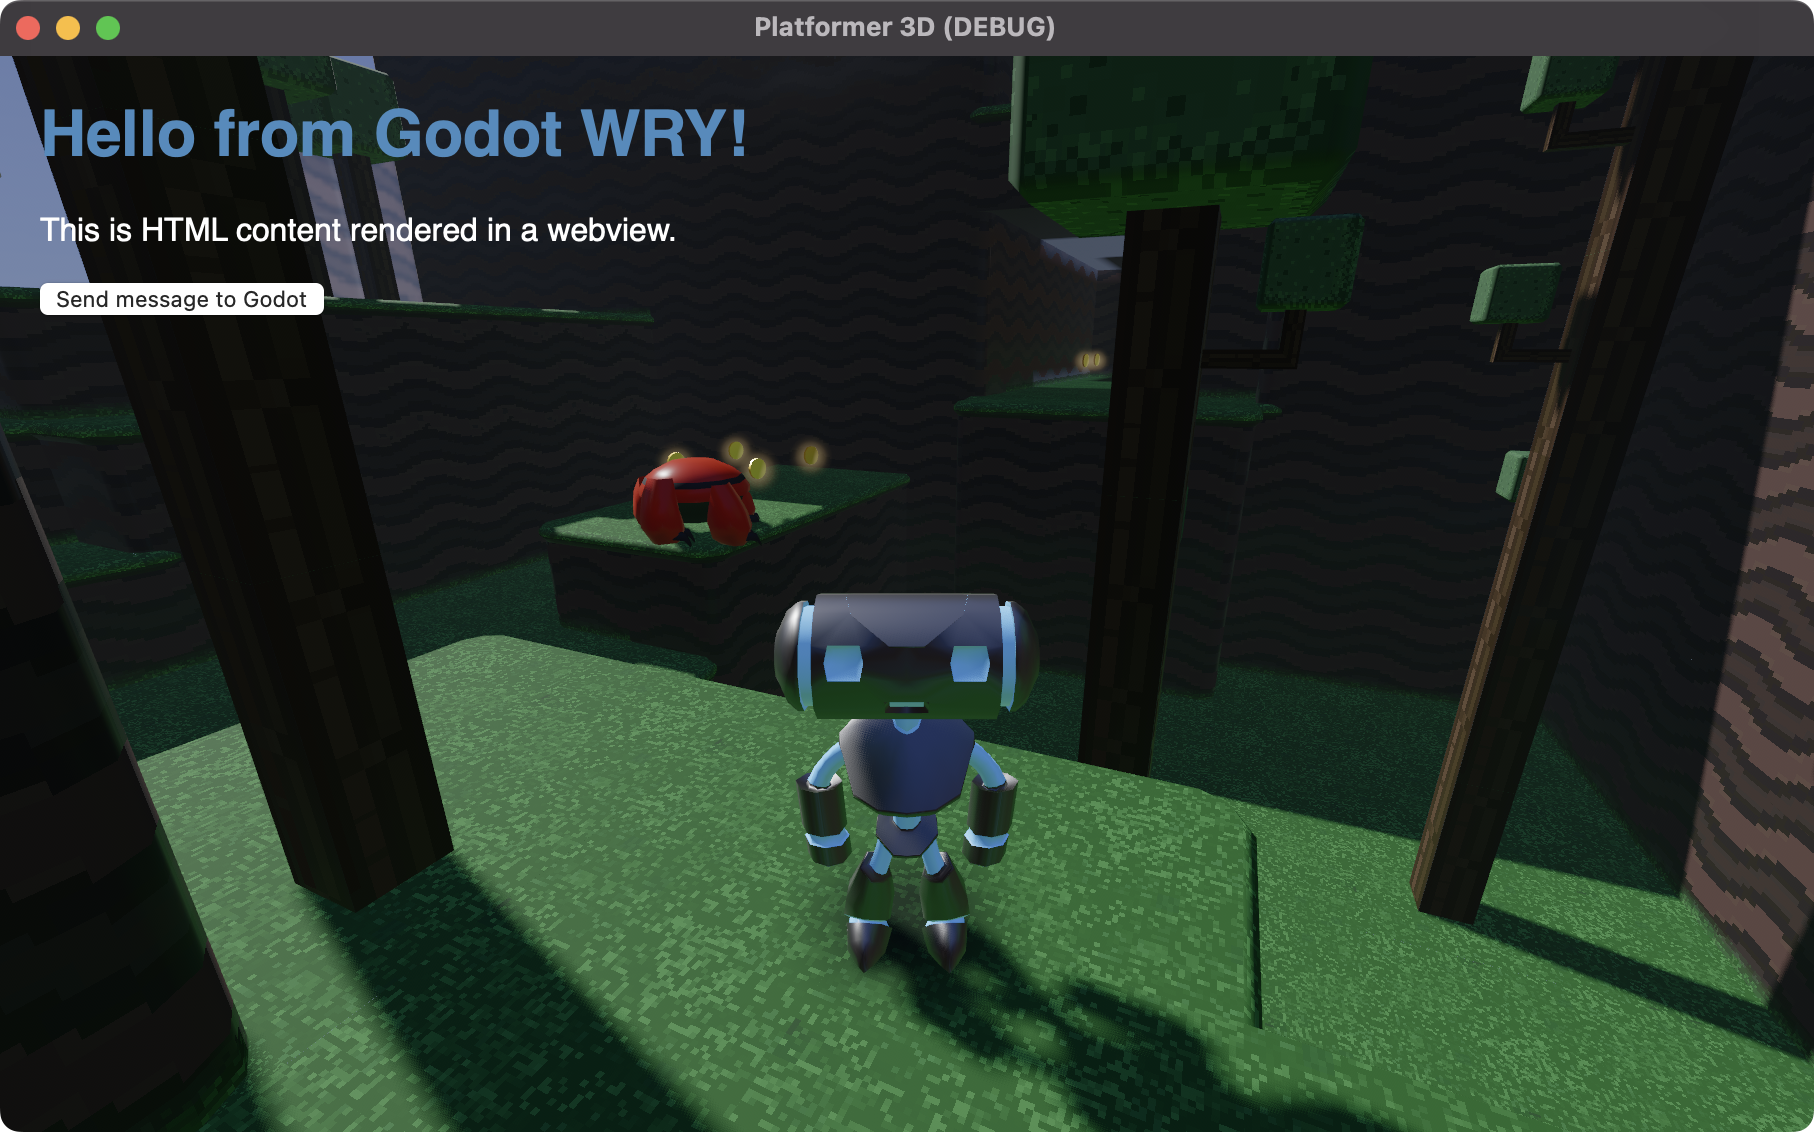 Platformer 3D (DEBUG)
Hello from Godot WRY!
This is HTML content rendered in a webview.
Send message to Godot